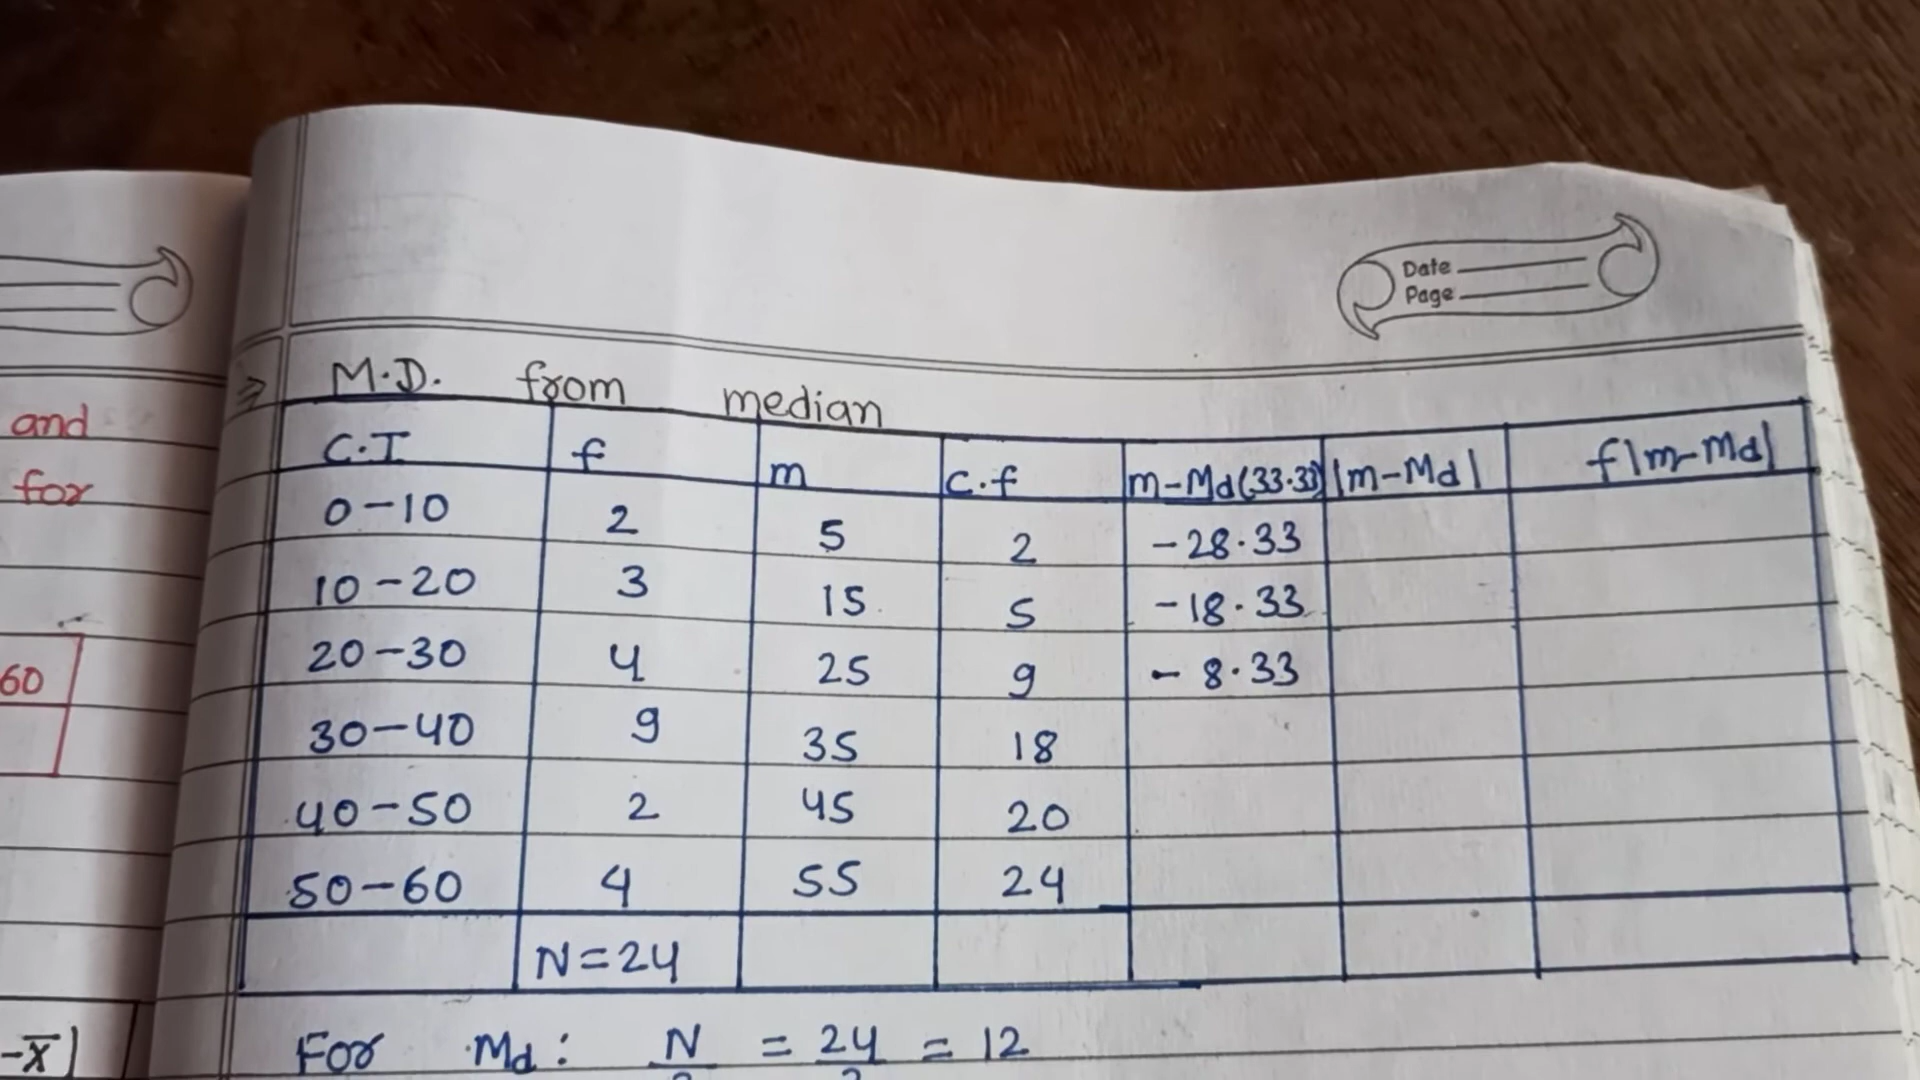 Date
Page
and
for
60
-x̄|
⇒ M.D. from median
C.I f m c.f m-Md(33.33) |m-Md| f|m-Md|
0-10 2 5 2 -28.33
10-20 3 15 5 -18.33
20-30 4 25 9 -8.33
30-40 9 35 18
40-50 2 45 20
50-60 4 55 24
N=24
For Md: N = 24 = 12